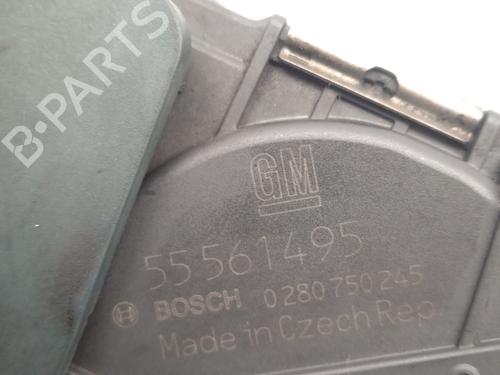 B-PARTS
GM
55561495
BOSCH 0 280 750 245
Made in Czech Rep.